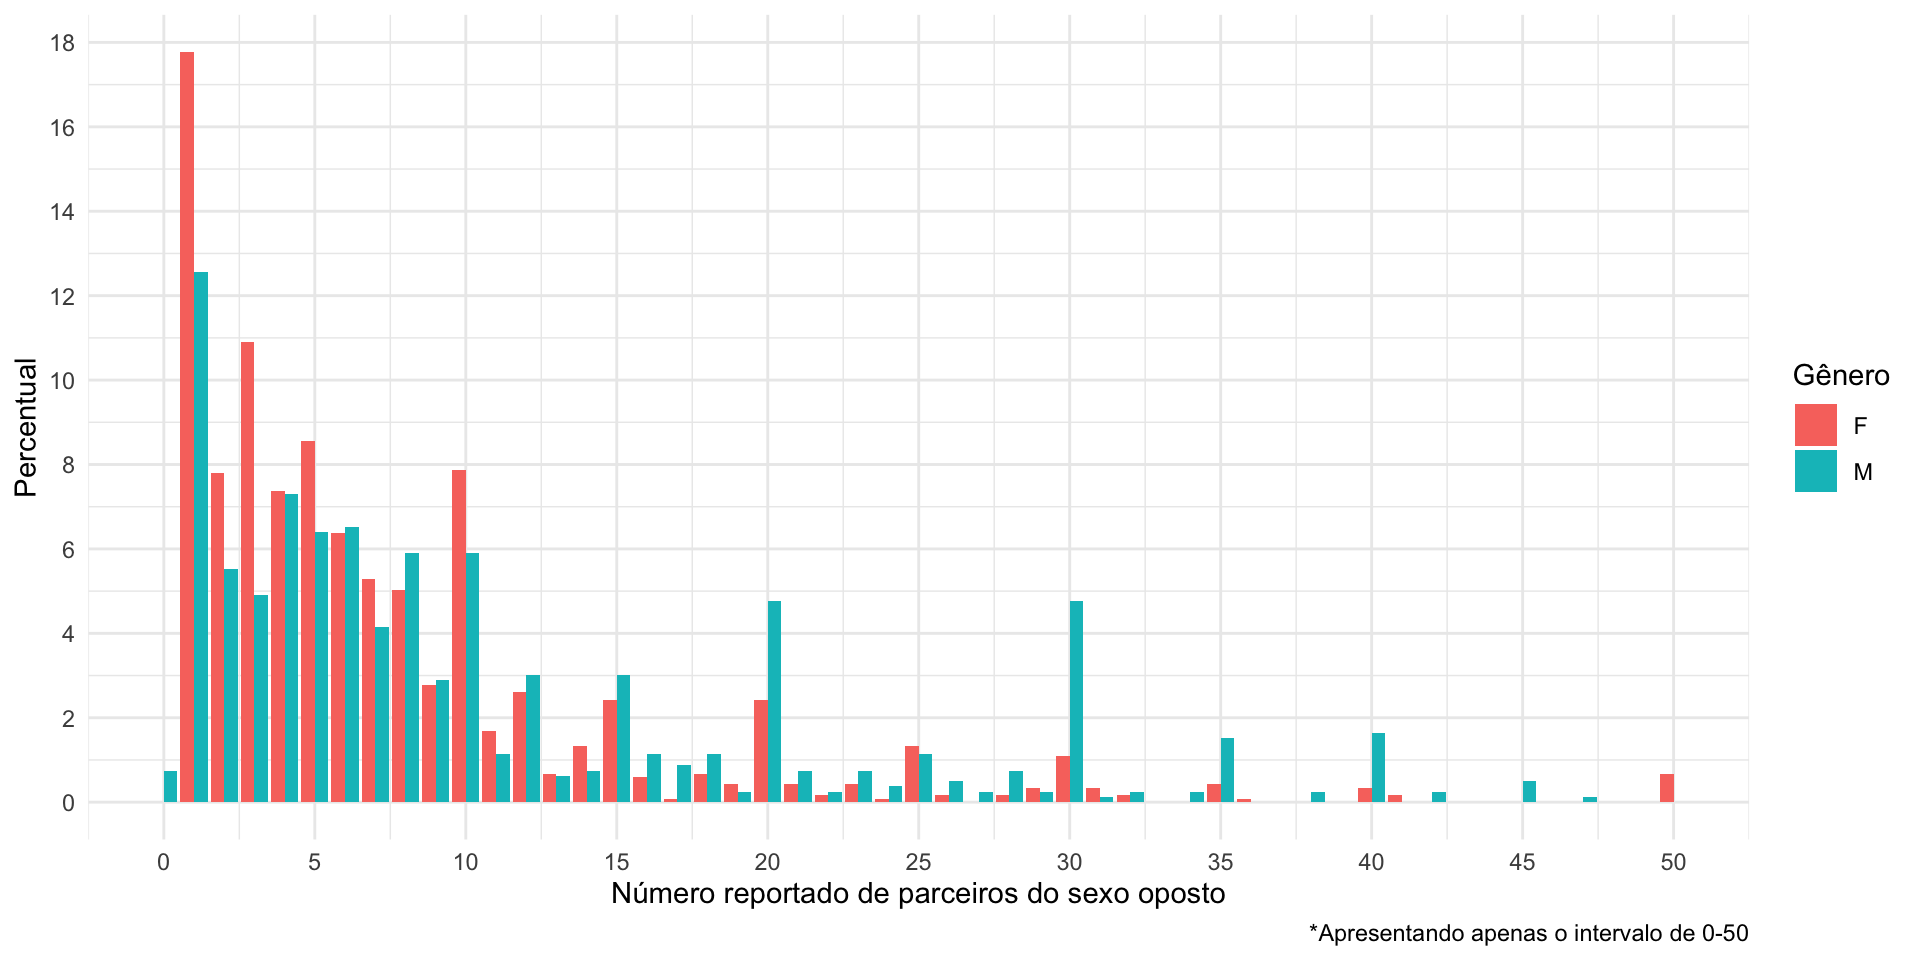 18
16
14
12
10
8
6
4
2
0
Percentual
0 5 10 15 20 25 30 35 40 45 50
Número reportado de parceiros do sexo oposto
*Apresentando apenas o intervalo de 0-50
Gênero
F
M